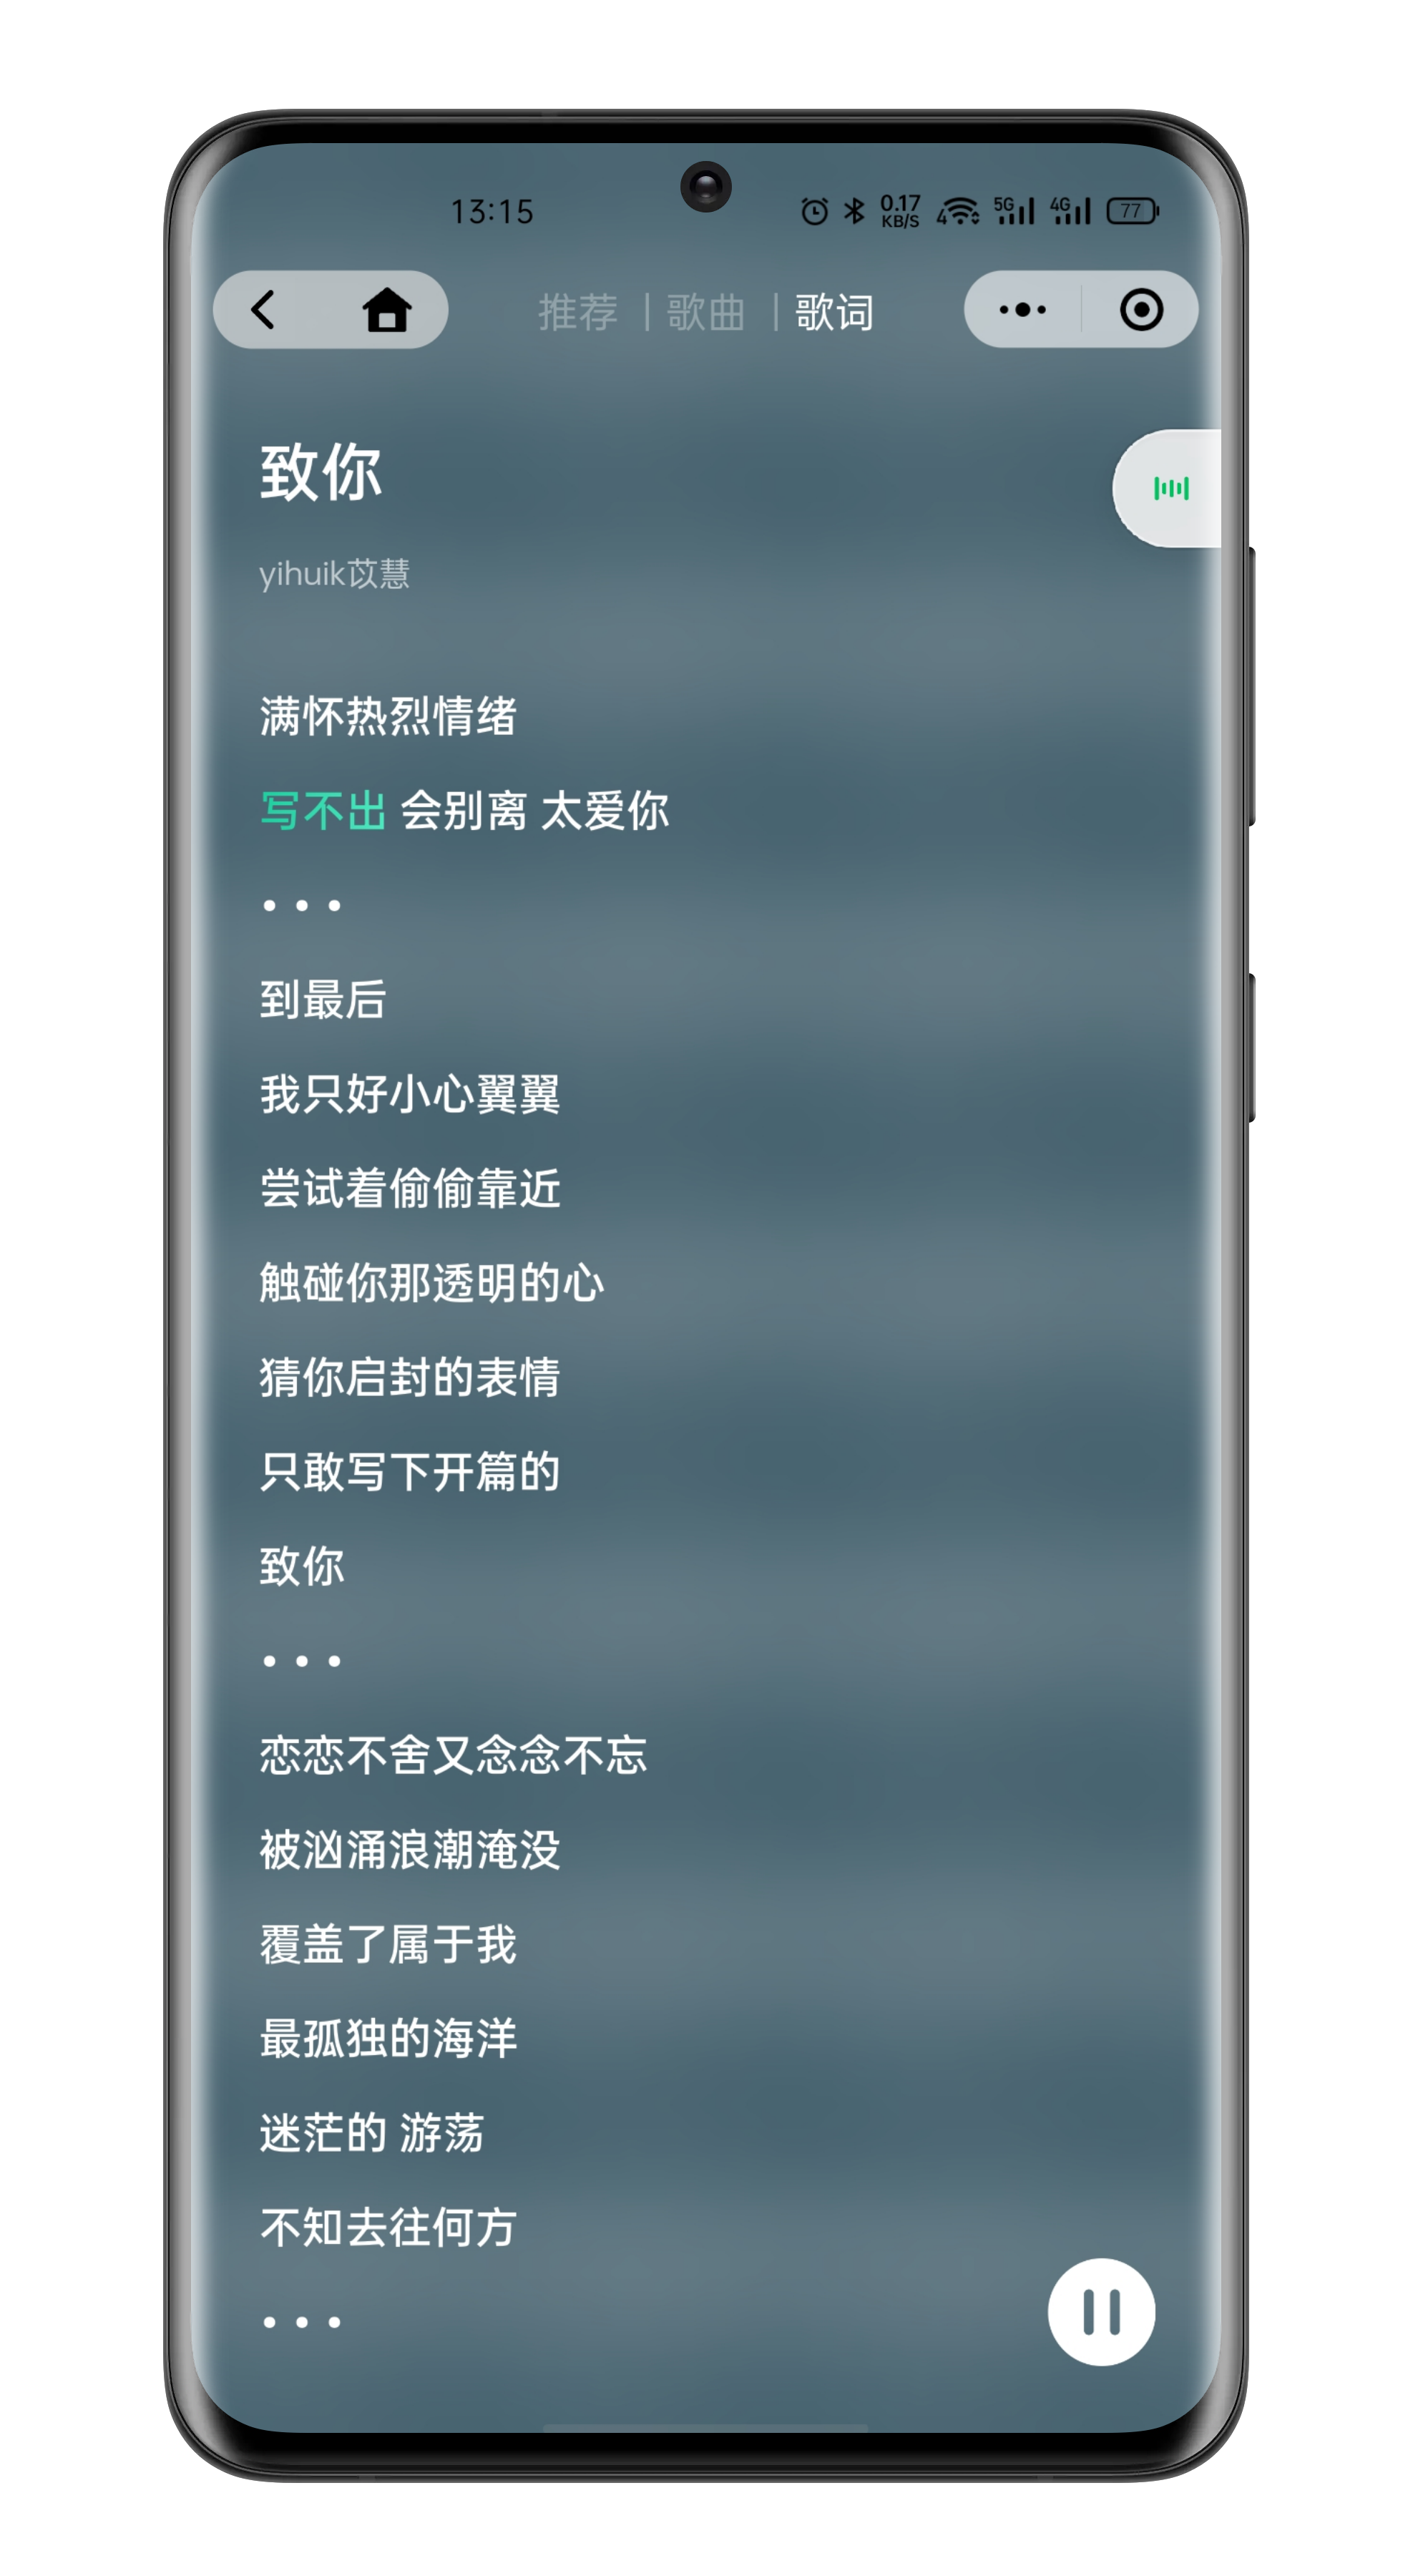 13:15
0.17
KB/S
4
5G
4G
77
推荐 | 歌曲 | 歌词
致你
yihuik苡慧
满怀热烈情绪
写不出 会别离 太爱你
• • •
到最后
我只好小心翼翼
尝试着偷偷靠近
触碰你那透明的心
猜你启封的表情
只敢写下开篇的
致你
• • •
恋恋不舍又念念不忘
被汹涌浪潮淹没
覆盖了属于我
最孤独的海洋
迷茫的 游荡
不知去往何方
• • •